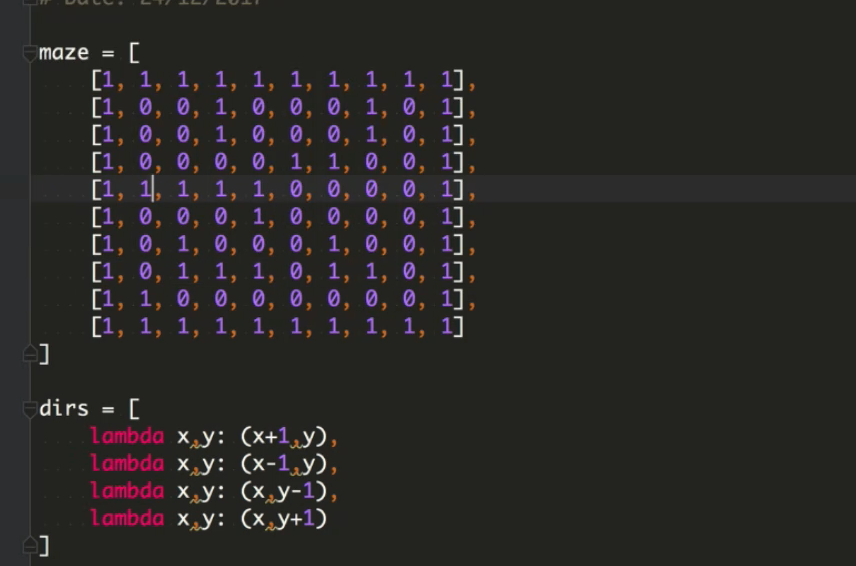 # Date: 24/12/2017
maze = [
[1, 1, 1, 1, 1, 1, 1, 1, 1, 1],
[1, 0, 0, 1, 0, 0, 0, 1, 0, 1],
[1, 0, 0, 1, 0, 0, 0, 1, 0, 1],
[1, 0, 0, 0, 0, 1, 1, 0, 0, 1],
[1, 1, 1, 1, 1, 0, 0, 0, 0, 1],
[1, 0, 0, 0, 1, 0, 0, 0, 0, 1],
[1, 0, 1, 0, 0, 0, 1, 0, 0, 1],
[1, 0, 1, 1, 1, 0, 1, 1, 0, 1],
[1, 1, 0, 0, 0, 0, 0, 0, 0, 1],
[1, 1, 1, 1, 1, 1, 1, 1, 1, 1]
]
dirs = [
lambda x,y: (x+1,y),
lambda x,y: (x-1,y),
lambda x,y: (x,y-1),
lambda x,y: (x,y+1)
]